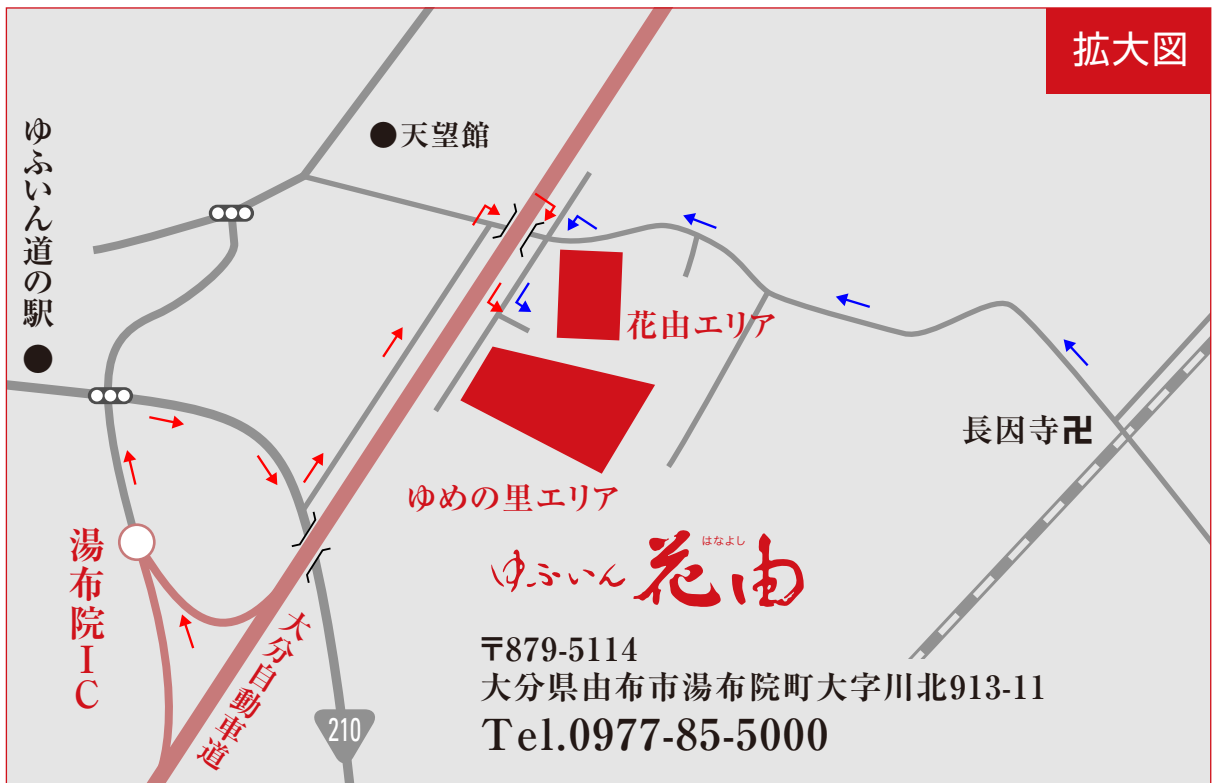 拡大図
天望館
ゆふいん道の駅
花由エリア
長因寺卍
ゆめの里エリア
湯布院IC
大分自動車道
210
はなよし
ゆふいん 花由
〒879-5114
大分県由布市湯布院町大字川北913-11
Tel.0977-85-5000